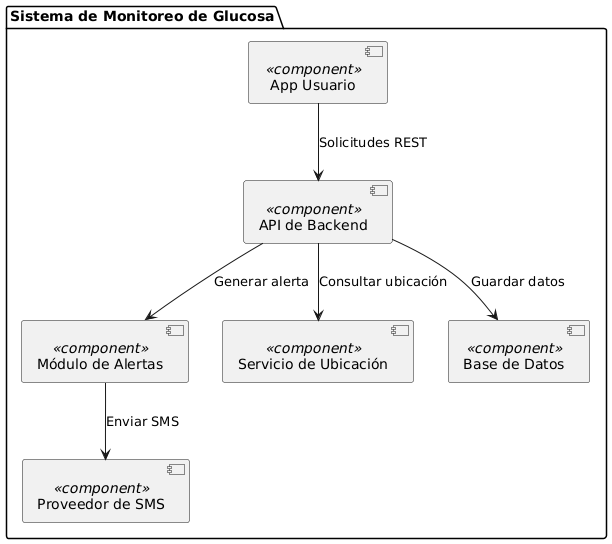 Sistema de Monitoreo de Glucosa
«component»
App Usuario
Solicitudes REST
«component»
API de Backend
Generar alerta
Consultar ubicación
Guardar datos
«component»
Módulo de Alertas
«component»
Servicio de Ubicación
«component»
Base de Datos
Enviar SMS
«component»
Proveedor de SMS